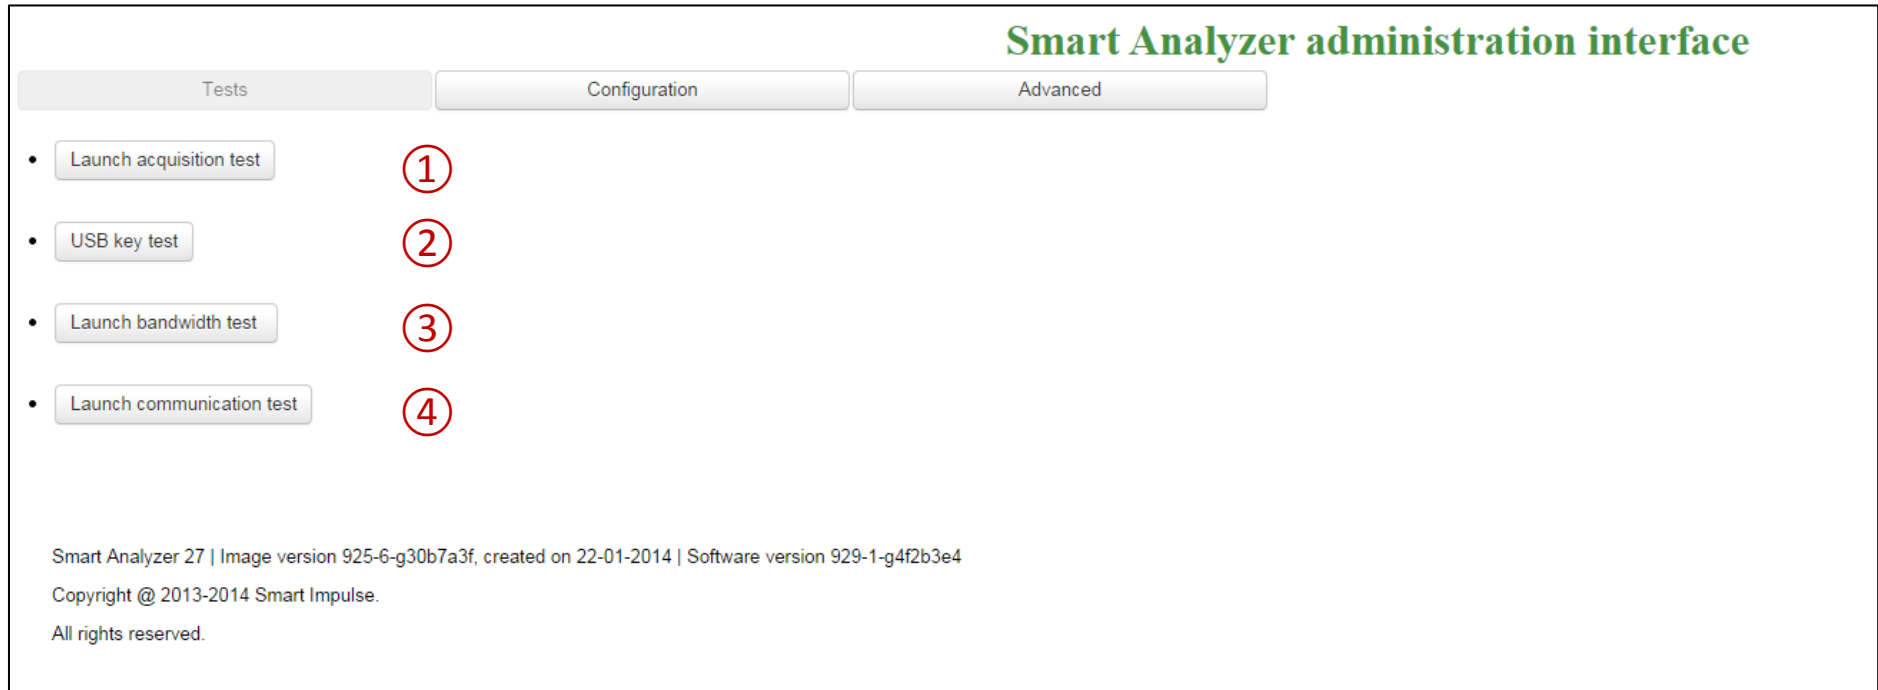 Smart Analyzer administration interface
Tests Configuration Advanced
Launch acquisition test ①
USB key test ②
Launch bandwidth test ③
Launch communication test ④
Smart Analyzer 27 | Image version 925-6-g30b7a3f, created on 22-01-2014 | Software version 929-1-g4f2b3e4
Copyright @ 2013-2014 Smart Impulse.
All rights reserved.